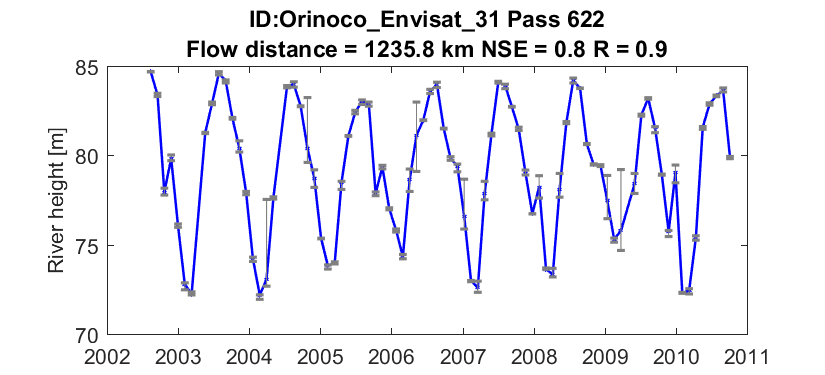 ID:Orinoco_Envisat_31 Pass 622
Flow distance = 1235.8 km NSE = 0.8 R = 0.9
River height [m]
85
80
75
70
2002 2003 2004 2005 2006 2007 2008 2009 2010 2011